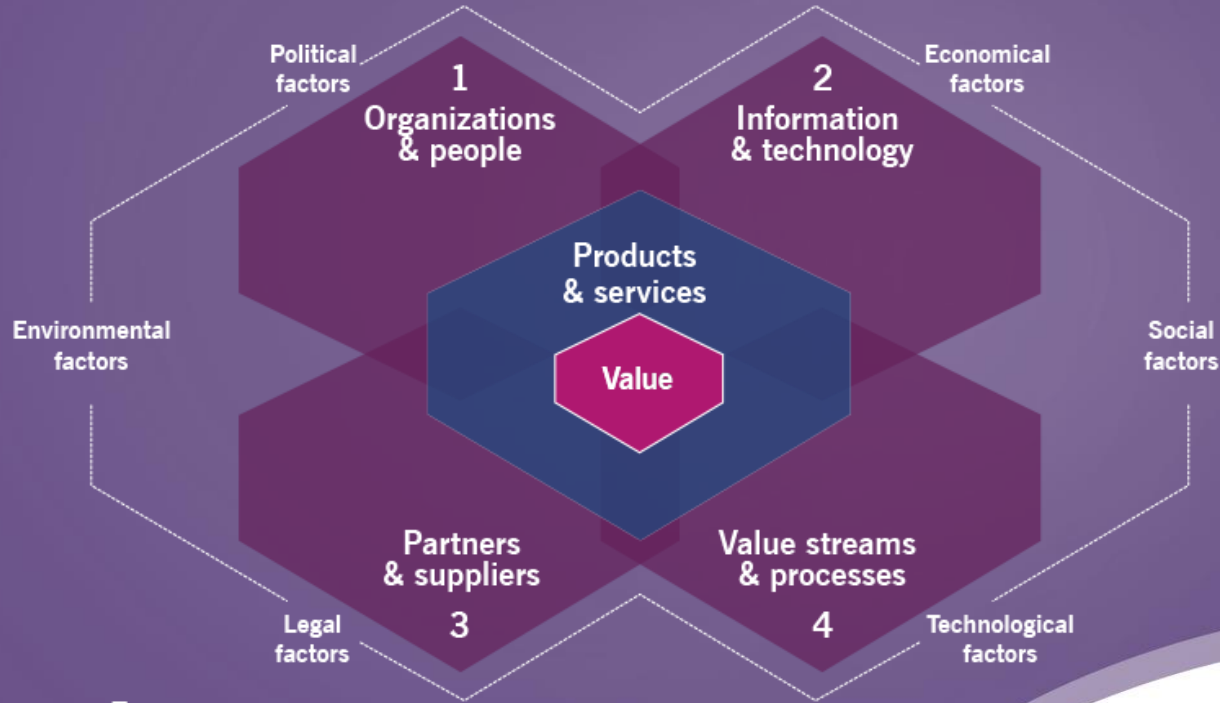 Political
factors
1
Organizations
& people
2
Information
& technology
Economical
factors
Products
& services
Environmental
factors
Value
Social
factors
Partners
& suppliers
3
Value streams
& processes
4
Legal
factors
Technological
factors